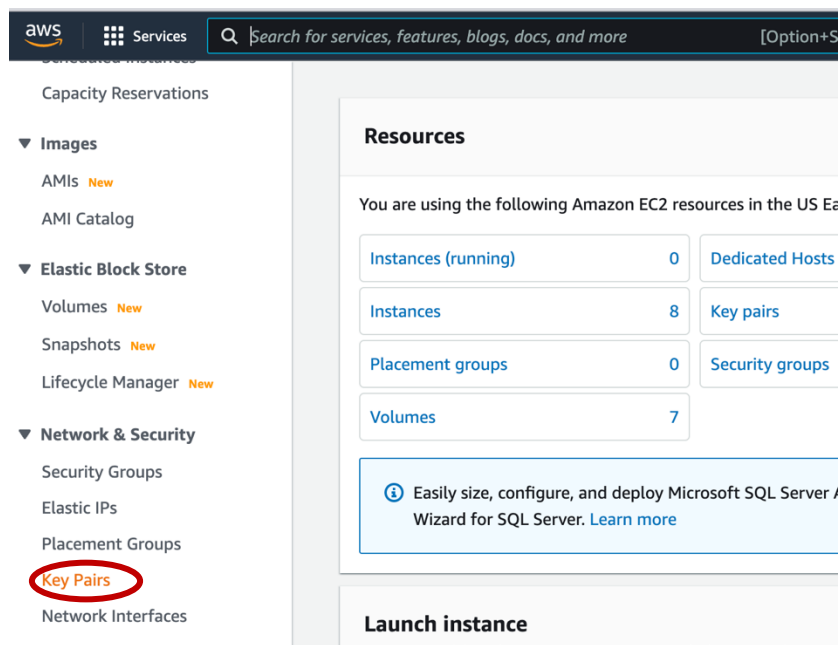 aws
Services
Search for services, features, blogs, docs, and more
[Option+S
Scheduled Instances
Capacity Reservations
Images
AMIs New
AMI Catalog
Elastic Block Store
Volumes New
Snapshots New
Lifecycle Manager New
Network & Security
Security Groups
Elastic IPs
Placement Groups
Key Pairs
Network Interfaces
Resources
You are using the following Amazon EC2 resources in the US Ea
Instances (running) 0
Dedicated Hosts
Instances 8
Key pairs
Placement groups 0
Security groups
Volumes 7
Easily size, configure, and deploy Microsoft SQL Server A
Wizard for SQL Server. Learn more
Launch instance